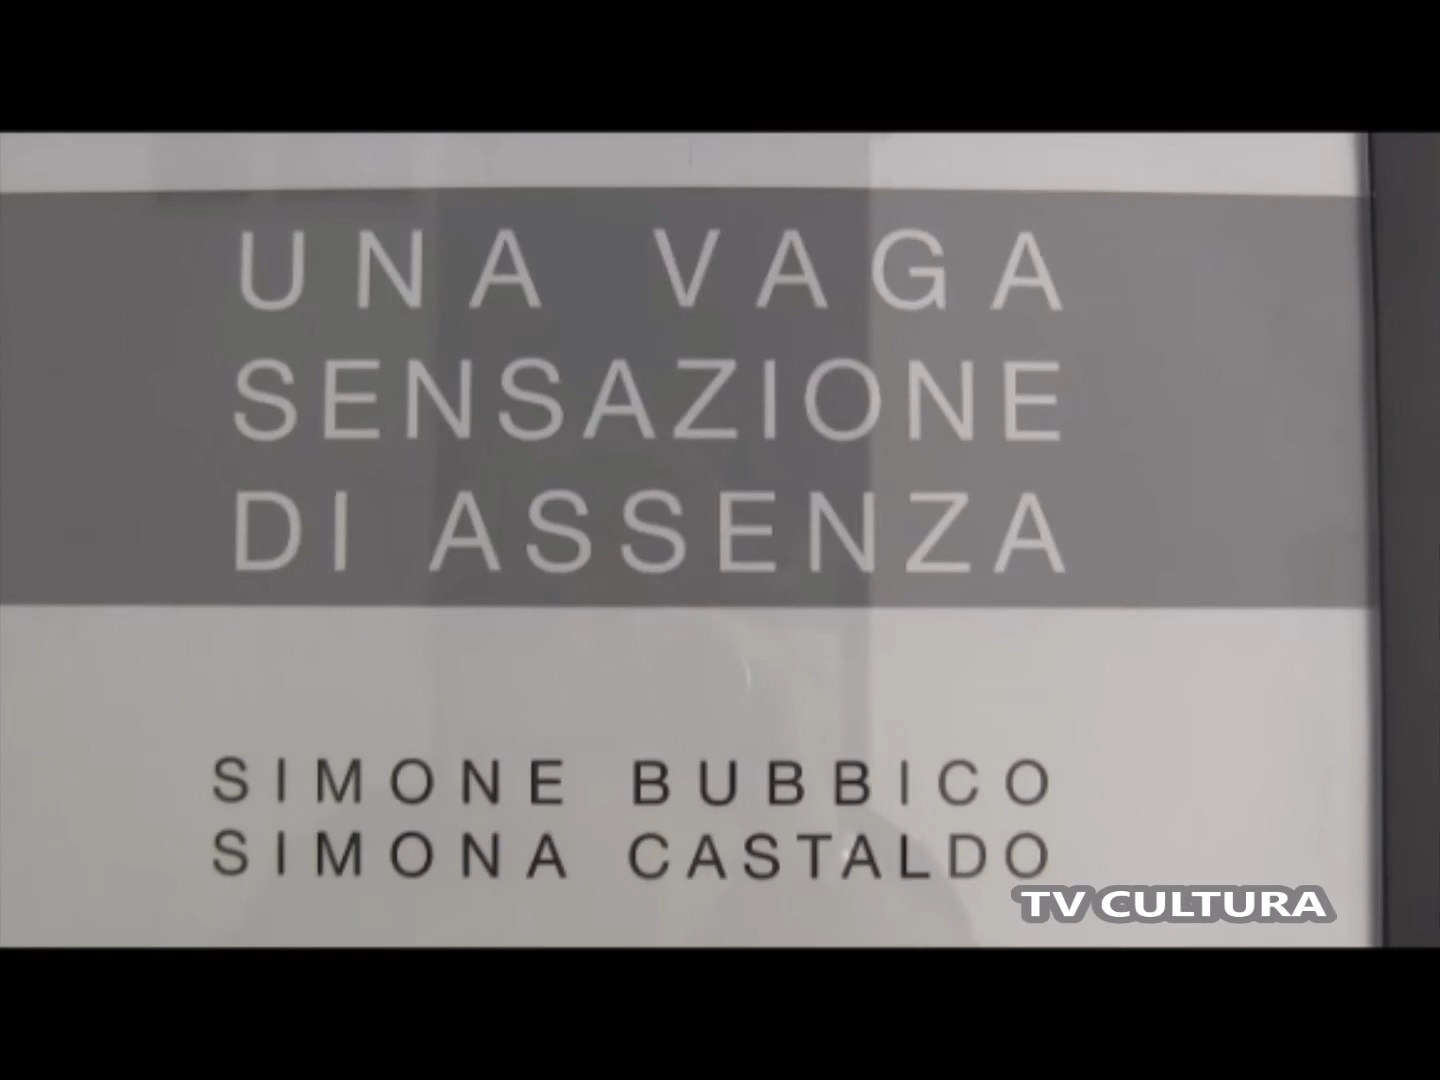 UNA VAGA
SENSAZIONE
DI ASSENZA
SIMONE BUBBICO
SIMONA CASTALDO
TV CULTURA